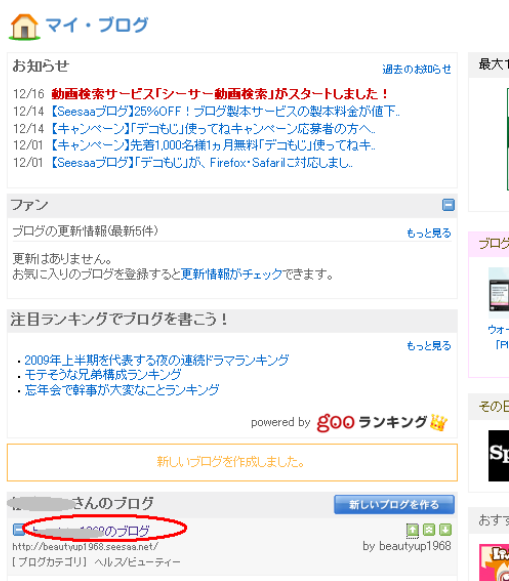 マイ・ブログ
お知らせ
過去のお知らせ
12/16 動画検索サービス「シーサー動画検索」がスタートしました！
12/14 【Seesaaブログ】25%OFF！ブログ製本サービスの製本料金が値下..
12/14 【キャンペーン】「デコもじ」使ってねキャンペーン応募者の方へ..
12/01 【キャンペーン】先着1,000名様1ヵ月無料「デコもじ」使ってねキ..
12/01 【Seesaaブログ】「デコもじ」が、Firefox・Safariに対応しまし..
ファン
ブログの更新情報(最新5件)
もっと見る
更新はありません。
お気に入りのブログを登録すると更新情報がチェックできます。
注目ランキングでブログを書こう！
もっと見る
・2009年上半期を代表する夜の連続ドラマランキング
・モテそうな兄弟構成ランキング
・忘年会で幹事が大変なことランキング
powered by goo ランキング
新しいブログを作成しました。
さんのブログ
新しいブログを作る
のブログ
http://beautyup1968.seesaa.net/
by beautyup1968
[ ブログカテゴリ] ヘルス/ビューティー
最大1
ブログ
ウォー
[P
その日
Sp
おすす